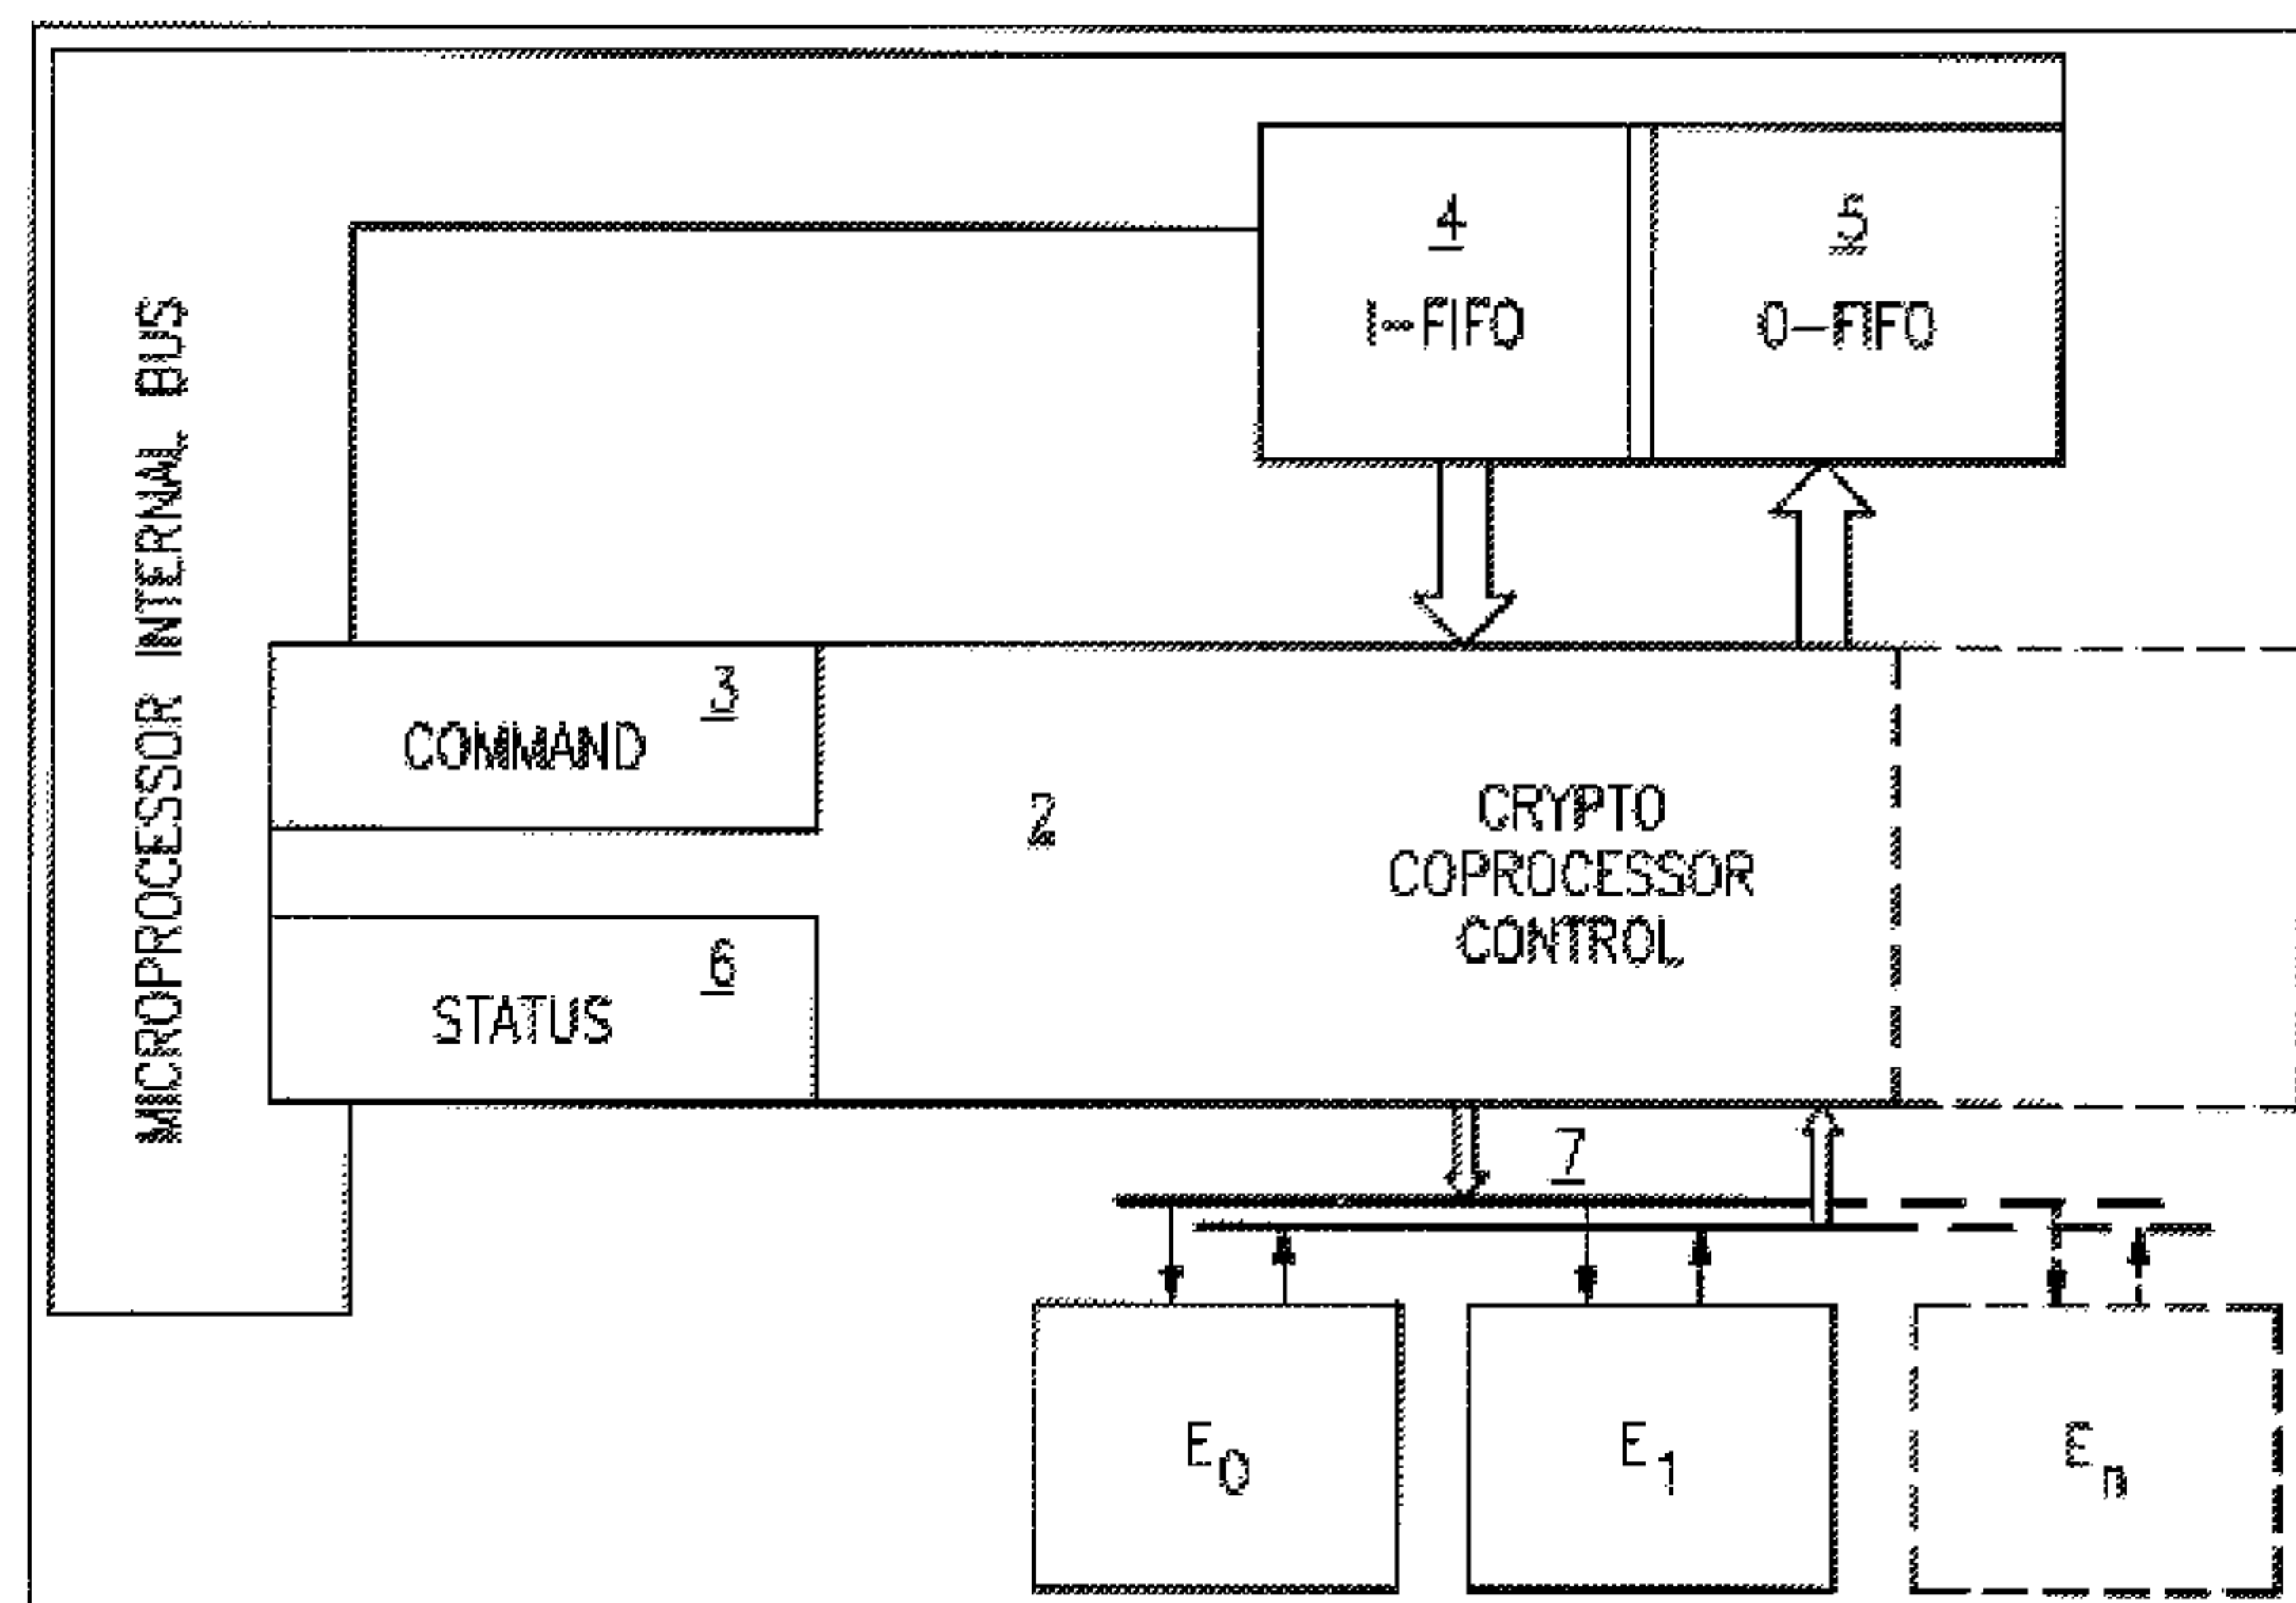 MICROPROCESSOR INTERNAL BUS
4
I-FIFO
5
O-FIFO
3
COMMAND
2
CRYPTO
COPROCESSOR
CONTROL
6
STATUS
7
E0
E1
En